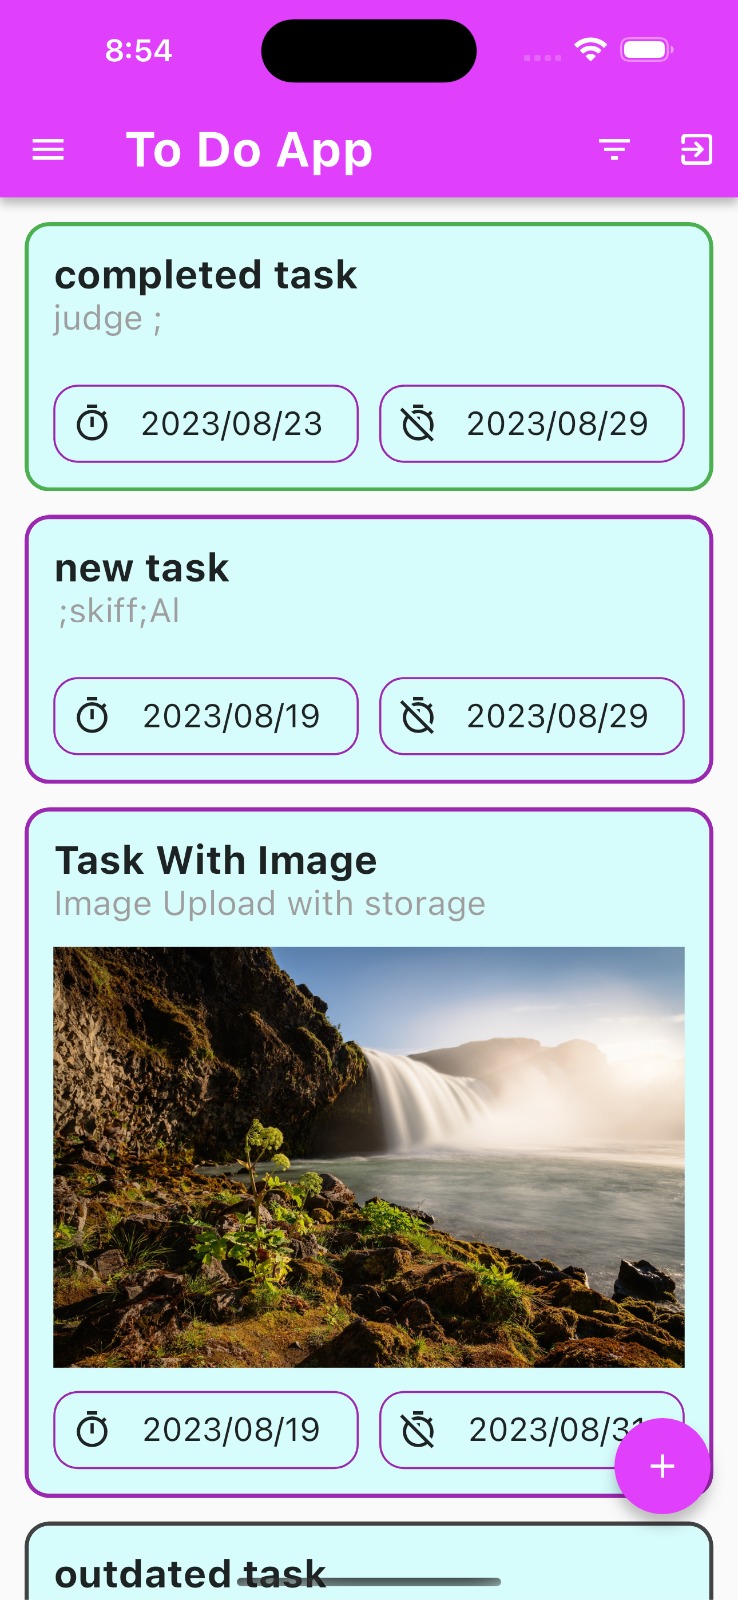 8:54
To Do App
completed task
judge ;
2023/08/23 2023/08/29
new task
;skiff;Al
2023/08/19 2023/08/29
Task With Image
Image Upload with storage
2023/08/19 2023/08/31
outdated task